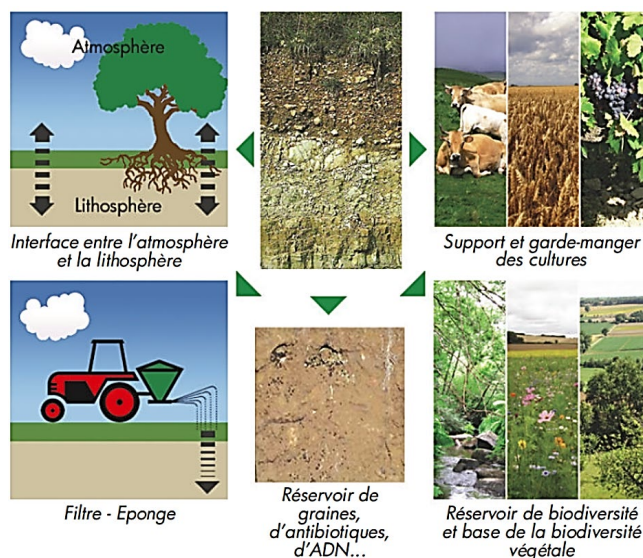 Atmosphère
Lithosphère
Interface entre l'atmosphère
et la lithosphère
Support et garde-manger
des cultures
Filtre - Eponge
Réservoir de
graines,
d'antibiotiques,
d'ADN...
Réservoir de biodiversité
et base de la biodiversité
végétale